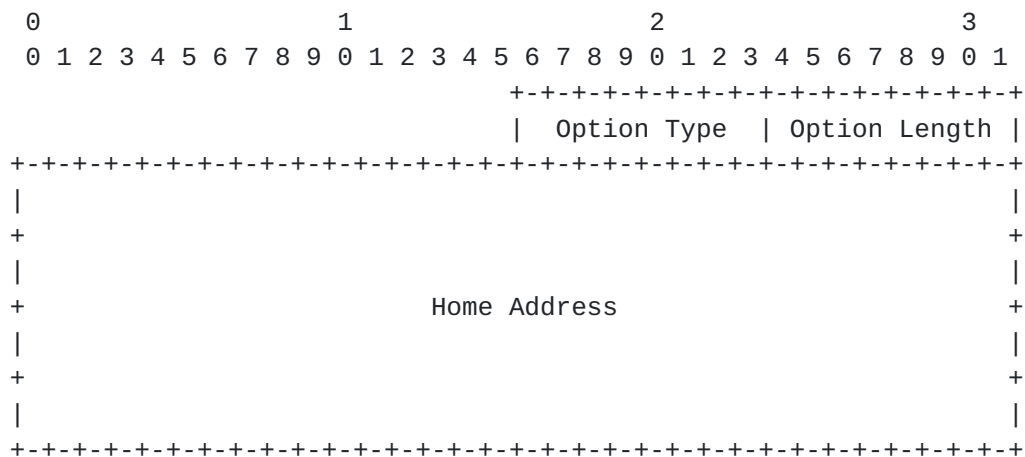 0                   1                   2                   3
 0 1 2 3 4 5 6 7 8 9 0 1 2 3 4 5 6 7 8 9 0 1 2 3 4 5 6 7 8 9 0 1
                                +-+-+-+-+-+-+-+-+-+-+-+-+-+-+-+-+
                                |  Option Type  | Option Length |
+-+-+-+-+-+-+-+-+-+-+-+-+-+-+-+-+-+-+-+-+-+-+-+-+-+-+-+-+-+-+-+-+
|                                                               |
+                                                               +
|                                                               |
+                          Home Address                         +
|                                                               |
+                                                               +
|                                                               |
+-+-+-+-+-+-+-+-+-+-+-+-+-+-+-+-+-+-+-+-+-+-+-+-+-+-+-+-+-+-+-+-+